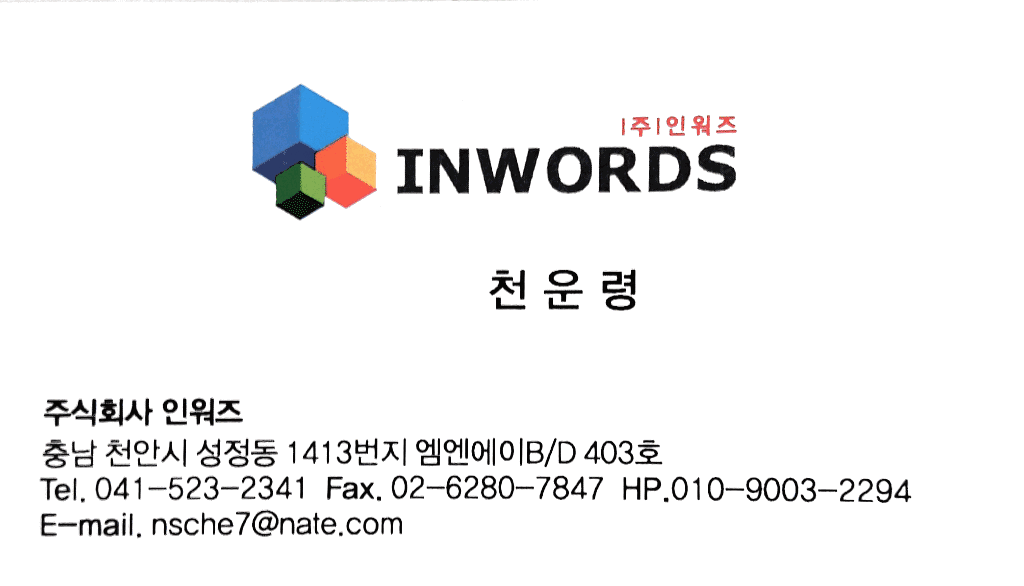 |주|인워즈
INWORDS
천운령
주식회사 인워즈
충남 천안시 성정동 1413번지 엠엔에이B/D 403호
Tel. 041-523-2341 Fax. 02-6280-7847 HP.010-9003-2294
E-mail. nsche7@nate.com